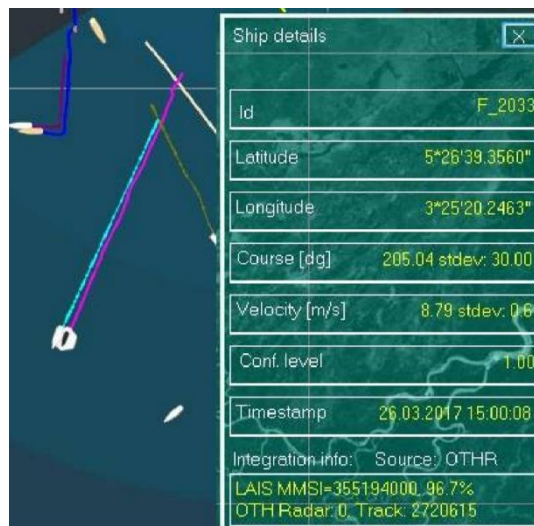 Ship details X
Id F_2033
Latitude 5*26'39.3560"
Longitude 3*25'20.2463"
Course [dg] 205.04 stdev: 30.00
Velocity [m/s] 8.79 stdev: 0.6
Conf. level 1.00
Timestamp 26.03.2017 15:00:08
Integration info: Source: OTHR
LAIS MMSI=355194000, 96.7%
OTH Radar: 0, Track: 2720615